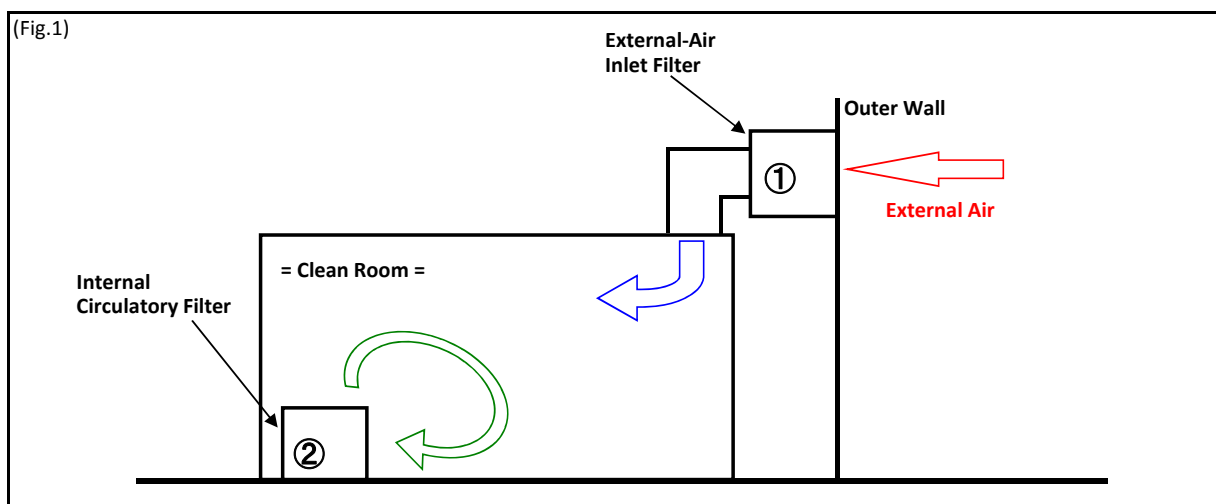 (Fig.1)
External-Air
Inlet Filter
Outer Wall
①
External Air
= Clean Room =
Internal
Circulatory Filter
②